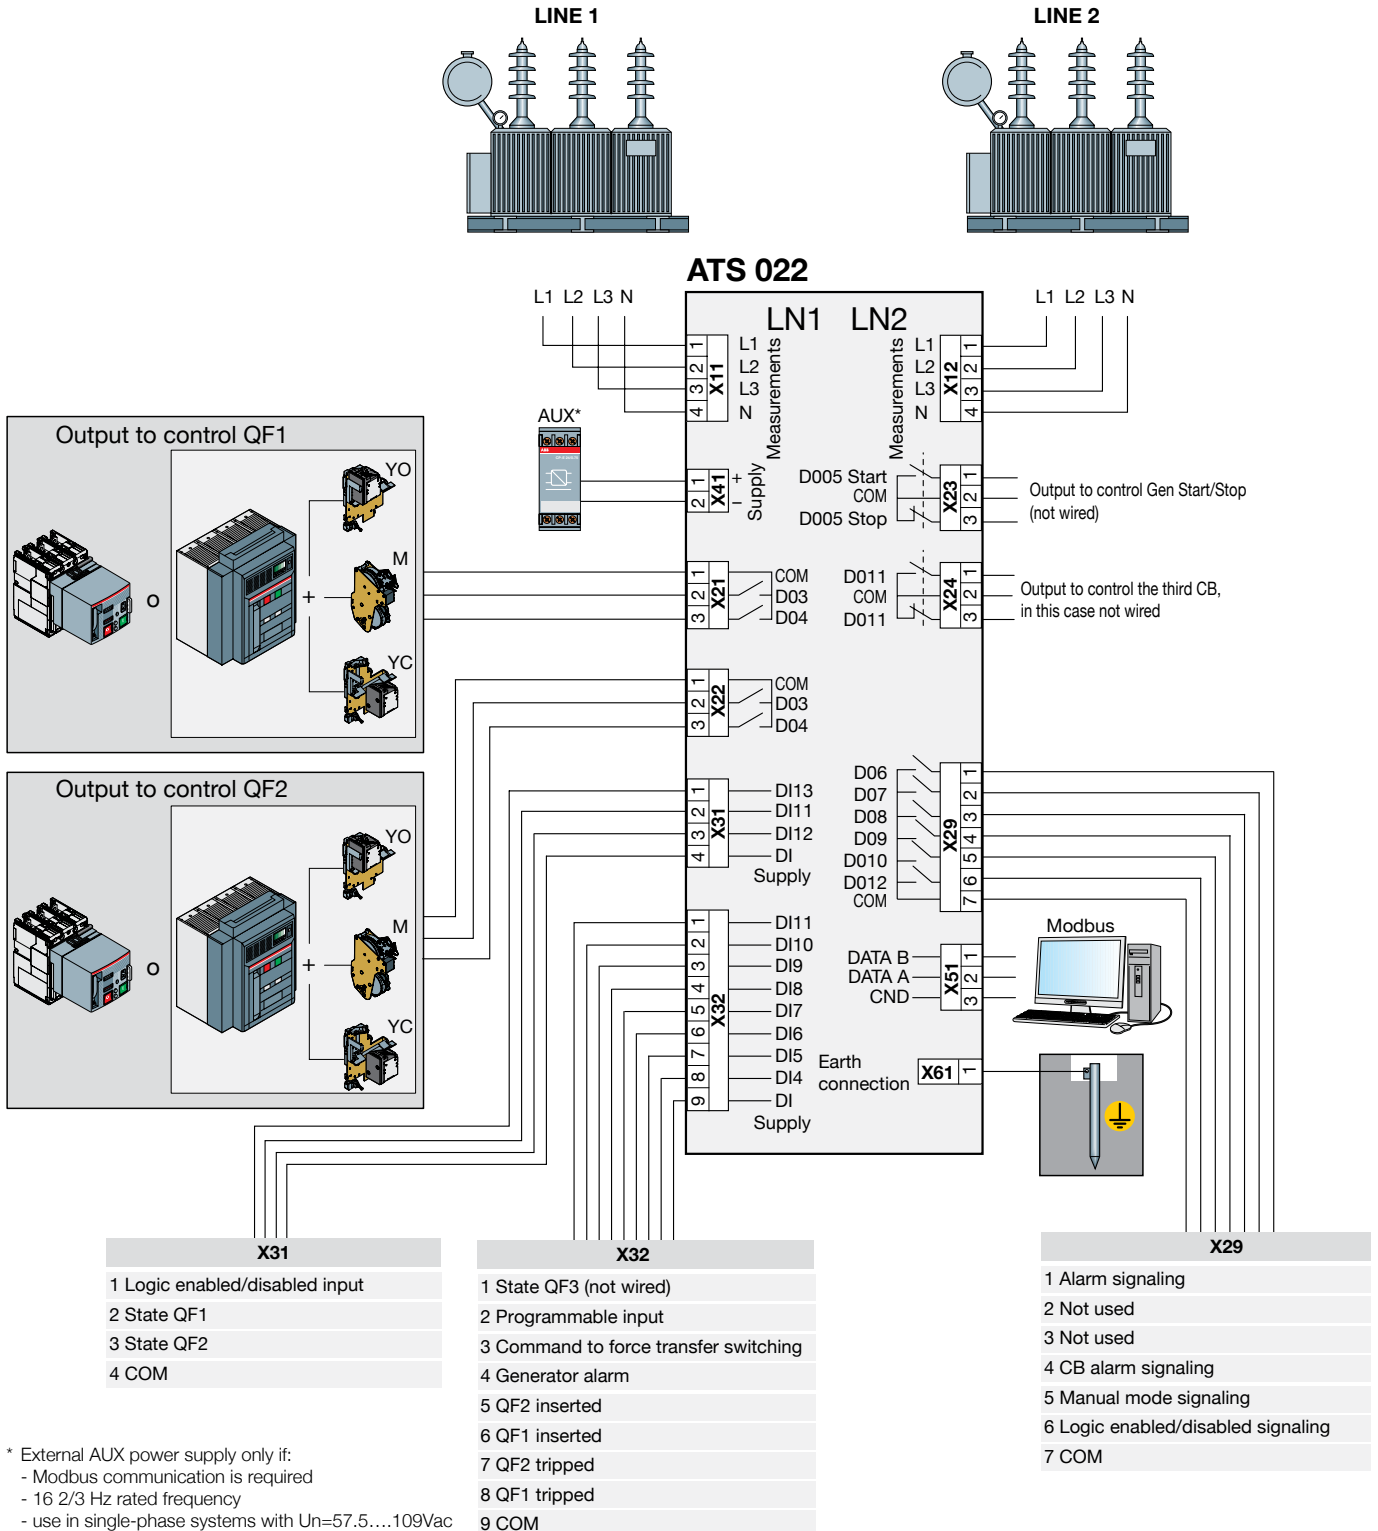 LINE 1
LINE 2
ATS 022
L1 L2 L3 N
L1 L2 L3 N
LN1 LN2
X11
1
2
3
4
L1
L2
L3
N
Measurements
Measurements
L1
L2
L3
N
X12
1
2
3
4
AUX*
ABB
X41
1
2
+
−
Supply
D005 Start
COM
D005 Stop
X23
1
2
3
Output to control Gen Start/Stop
(not wired)
Output to control QF1
YO
M
YC
o
+
X21
1
2
3
COM
D03
D04
D011
COM
D011
X24
1
2
3
Output to control the third CB,
in this case not wired
X22
1
2
3
COM
D03
D04
Output to control QF2
YO
M
YC
o
+
X31
1
2
3
4
DI13
DI11
DI12
DI
Supply
D06
D07
D08
D09
D010
D012
COM
X29
1
2
3
4
5
6
7
X32
1
2
3
4
5
6
7
8
9
DI11
DI10
DI9
DI8
DI7
DI6
DI5
DI4
DI
Supply
DATA B
DATA A
CND
X51
1
2
3
Modbus
Earth
connection
X61
1
X31
1 Logic enabled/disabled input
2 State QF1
3 State QF2
4 COM
X32
1 State QF3 (not wired)
2 Programmable input
3 Command to force transfer switching
4 Generator alarm
5 QF2 inserted
6 QF1 inserted
7 QF2 tripped
8 QF1 tripped
9 COM
X29
1 Alarm signaling
2 Not used
3 Not used
4 CB alarm signaling
5 Manual mode signaling
6 Logic enabled/disabled signaling
7 COM
* External AUX power supply only if:
- Modbus communication is required
- 16 2/3 Hz rated frequency
- use in single-phase systems with Un=57.5....109Vac